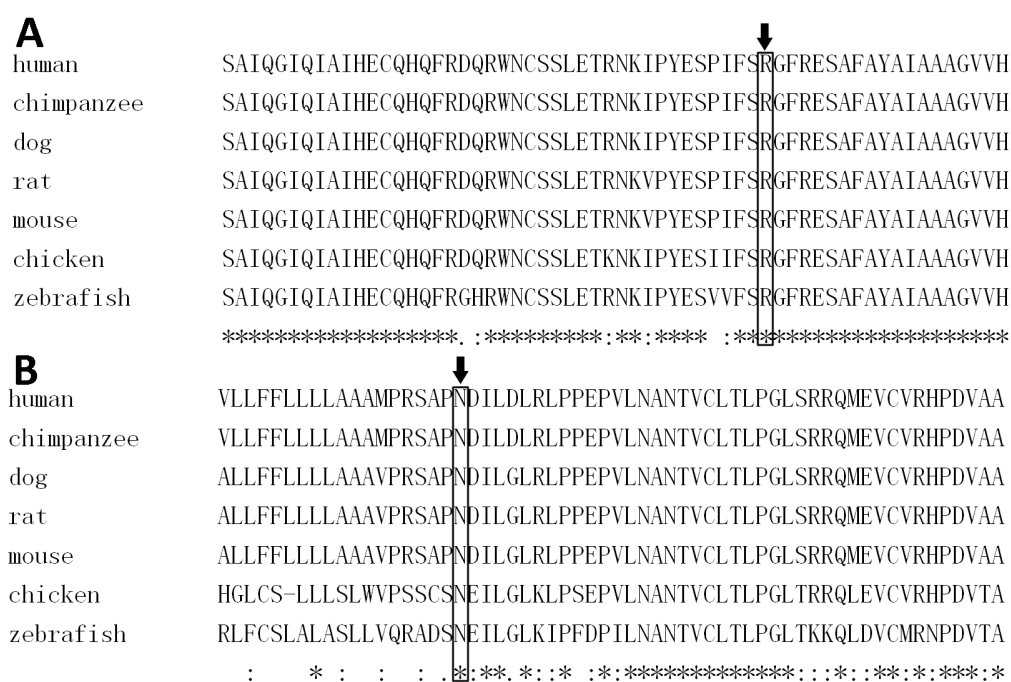 A
human SAIQGIQIAIHECQHQFRDQRWNCSSLETRNKIPYESPIFSRGFRESAFAYAIAAAGVVH
chimpanzee SAIQGIQIAIHECQHQFRDQRWNCSSLETRNKIPYESPIFSRGFRESAFAYAIAAAGVVH
dog SAIQGIQIAIHECQHQFRDQRWNCSSLETRNKIPYESPIFSRGFRESAFAYAIAAAGVVH
rat SAIQGIQIAIHECQHQFRDQRWNCSSLETRNKVPYESPIFSRGFRESAFAYAIAAAGVVH
mouse SAIQGIQIAIHECQHQFRDQRWNCSSLETRNKVPYESPIFSRGFRESAFAYAIAAAGVVH
chicken SAIQGIQIAIHECQHQFRDQRWNCSSLETKNKIPYESIIFSRGFRESAFAYAIAAAGVVH
zebrafish SAIQGIQIAIHECQHQFRGHRWNCSSLETRNKIPYESVVFSRGFRESAFAYAIAAAGVVH
******************. :*********:**:**** :*********************
B
human VLLFFLLLLAAAMPRSAPNDILDLRLPPEPVLNANTVCLTLPGLSRRQMEVCVRHPDVAA
chimpanzee VLLFFLLLLAAAMPRSAPNDILDLRLPPEPVLNANTVCLTLPGLSRRQMEVCVRHPDVAA
dog ALLFFLLLLAAAVPRSAPNDILGLRLPPEPVLNANTVCLTLPGLSRRQMEVCVRHPDVAA
rat ALLFFLLLLAAAVPRSAPNDILGLRLPPEPVLNANTVCLTLPGLSRRQMEVCVRHPDVAA
mouse ALLFFLLLLAAAVPRSAPNDILGLRLPPEPVLNANTVCLTLPGLSRRQMEVCVRHPDVAA
chicken HGLCS-LLLSLWVPSSCSNEILGLKLPSEPVLNANTVCLTLPGLTRRQLEVCVRHPDVTA
zebrafish RLFCSLALASLLVQRADSNEILGLKIPFDPILNANTVCLTLPGLTKKQLDVCMRNPDVTA
: * : : : .*:**.*::* :*:*************:::*::**:*:***:*